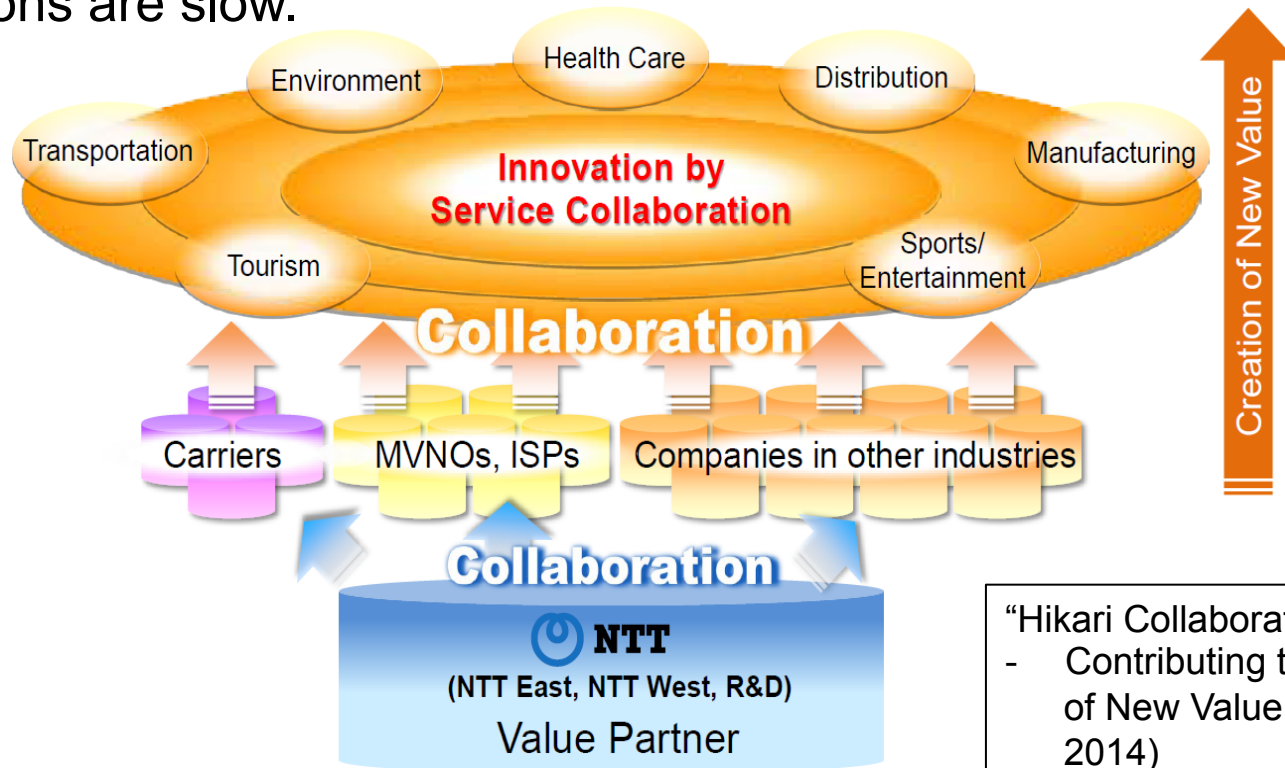 ons are slow.
Health Care
Environment
Distribution
Transportation
Manufacturing
Innovation by
Service Collaboration
Tourism
Sports/
Entertainment
Creation of New Value
Collaboration
Carriers
MVNOs, ISPs
Companies in other industries
Collaboration
NTT
(NTT East, NTT West, R&D)
Value Partner
“Hikari Collaborat
- Contributing t
of New Value
2014)